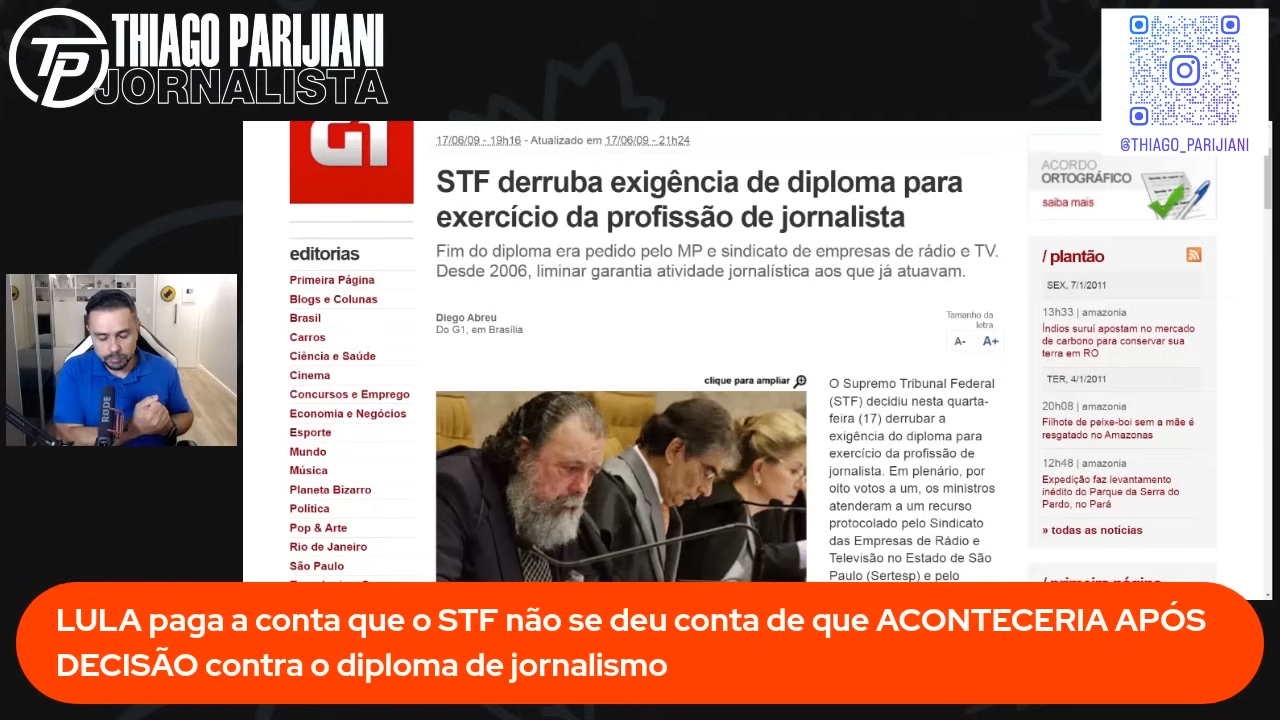 TP
THIAGO PARIJIANI
JORNALISTA
@THIAGO_PARIJIANI
G1
17/06/09 - 19h16 - Atualizado em 17/06/09 - 21h24
STF derruba exigência de diploma para
exercício da profissão de jornalista
Fim do diploma era pedido pelo MP e sindicato de empresas de rádio e TV.
Desde 2006, liminar garantia atividade jornalística aos que já atuavam.
Diego Abreu
Do G1, em Brasília
Tamanho da
letra
A- A+
clique para ampliar
O Supremo Tribunal Federal
(STF) decidiu nesta quarta-
feira (17) derrubar a
exigência do diploma para
exercício da profissão de
jornalista. Em plenário, por
oito votos a um, os ministros
atenderam a um recurso
protocolado pelo Sindicato
das Empresas de Rádio e
Televisão no Estado de São
Paulo (Sertesp) e pelo
editorias
Primeira Página
Blogs e Colunas
Brasil
Carros
Ciência e Saúde
Cinema
Concursos e Emprego
Economia e Negócios
Esporte
Mundo
Música
Planeta Bizarro
Política
Pop & Arte
Rio de Janeiro
São Paulo
ACORDO
ORTOGRÁFICO
saiba mais
/ plantão
SEX, 7/1/2011
13h33 | amazonia
Índios suruí apostam no mercado
de carbono para conservar sua
terra em RO
TER, 4/1/2011
20h08 | amazonia
Filhote de peixe-boi sem a mãe é
resgatado no Amazonas
12h48 | amazonia
Expedição faz levantamento
inédito do Parque da Serra do
Pardo, no Pará
» todas as notícias
RØDE
LULA paga a conta que o STF não se deu conta de que ACONTECERIA APÓS
DECISÃO contra o diploma de jornalismo